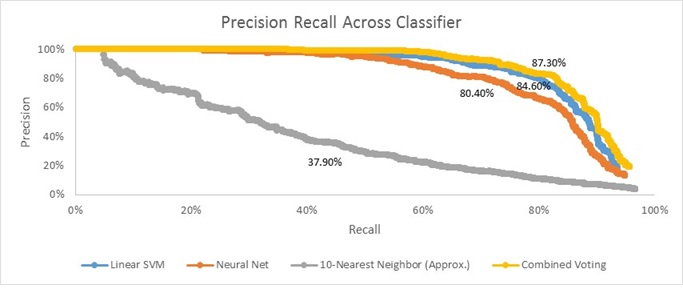 Precision Recall Across Classifier
100%
80%
60%
40%
20%
0%
Precision
87.30%
84.60%
80.40%
37.90%
0% 20% 40% 60% 80% 100%
Recall
Linear SVM Neural Net 10-Nearest Neighbor (Approx.) Combined Voting